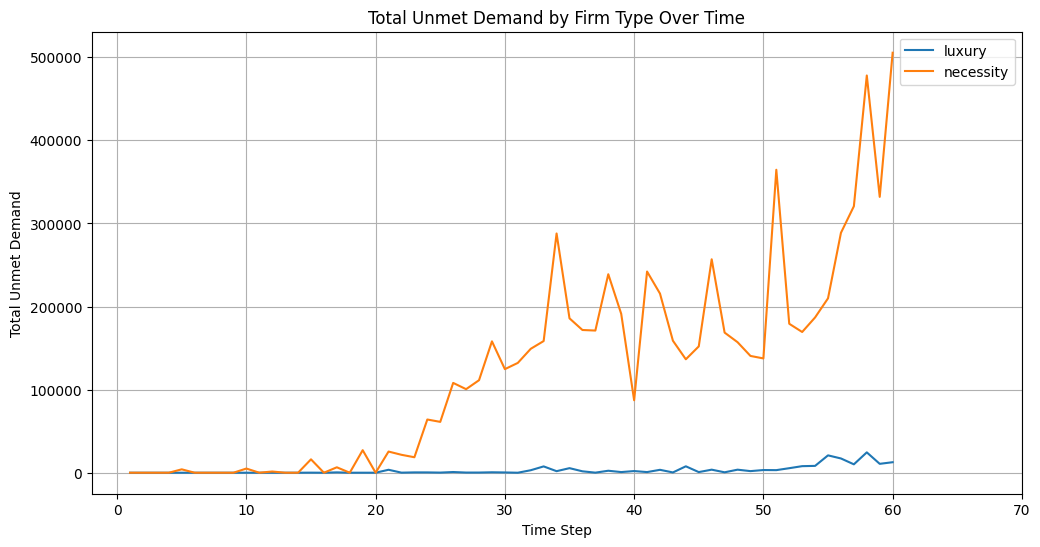 Total Unmet Demand by Firm Type Over Time
luxury
necessity
Total Unmet Demand
500000
400000
300000
200000
100000
0
0 10 20 30 40 50 60 70
Time Step